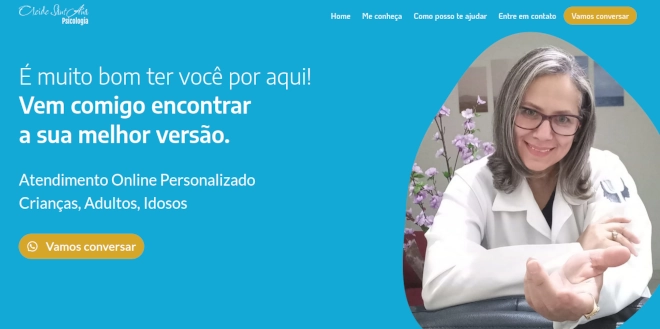 Cleide Sant'Ana
Psicologia
Home
Me conheça
Como posso te ajudar
Entre em contato
Vamos conversar
É muito bom ter você por aqui!
Vem comigo encontrar
a sua melhor versão.
Atendimento Online Personalizado
Crianças, Adultos, Idosos
Vamos conversar